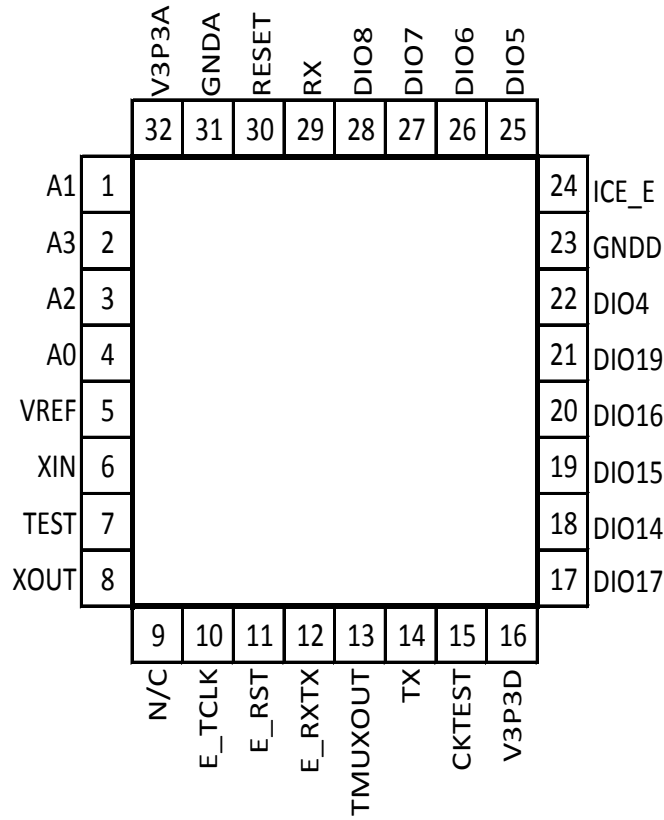 V3P3A GNDA RESET RX DIO8 DIO7 DIO6 DIO5
32 31 30 29 28 27 26 25
A1 1 24 ICE_E
A3 2 23 GNDD
A2 3 22 DIO4
A0 4 21 DIO19
VREF 5 20 DIO16
XIN 6 19 DIO15
TEST 7 18 DIO14
XOUT 8 17 DIO17
9 10 11 12 13 14 15 16
N/C E_TCLK E_RST E_RXTX TMUXOUT TX CKTEST V3P3D